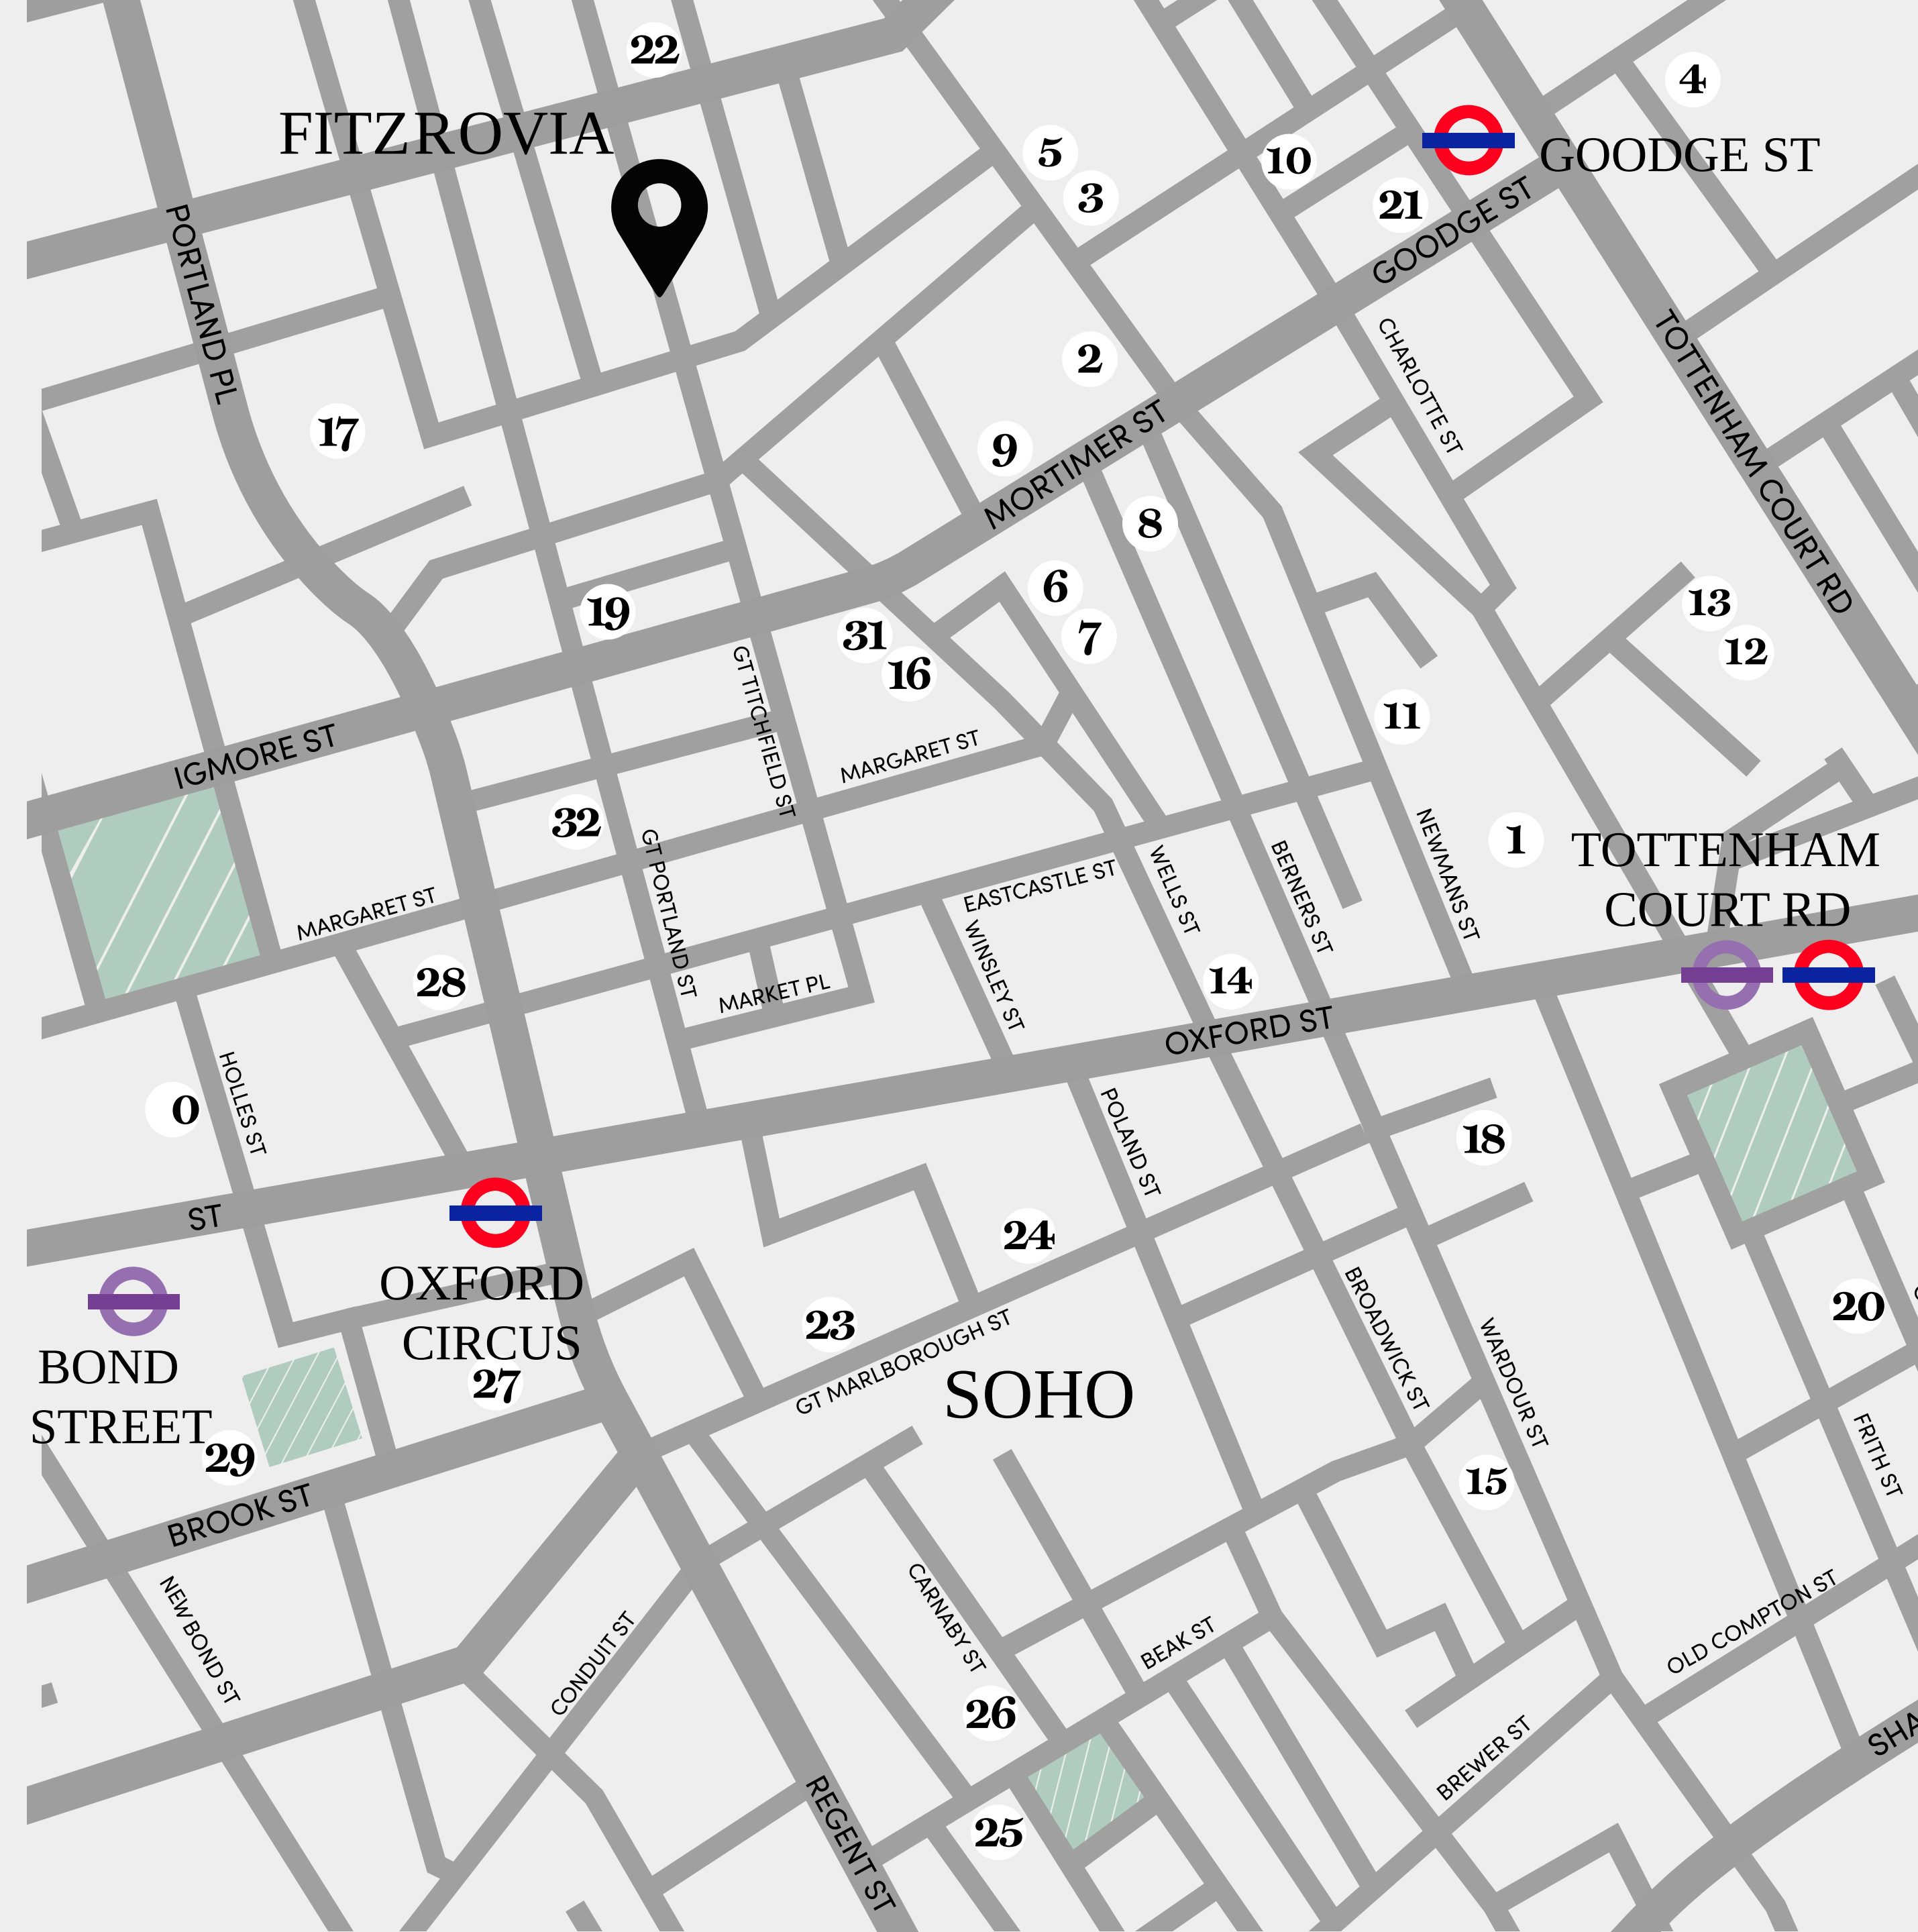 22
4
FITZROVIA
5
10
GOODGE ST
3
21
GOODGE ST
PORTLAND PL
2
CHARLOTTE ST
TOTTENHAM COURT RD
17
9
MORTIMER ST
8
6
13
19
31
7
12
16
11
IGMORE ST
GT TITCHFIELD ST
MARGARET ST
32
1
TOTTENHAM
COURT RD
GT PORTLAND ST
EASTCASTLE ST
WELLS ST
BERNERS ST
NEWMANS ST
MARGARET ST
28
MARKET PL
WINSLEY ST
14
OXFORD ST
0
HOLLES ST
POLAND ST
18
ST
24
OXFORD
CIRCUS
23
20
BOND
STREET
27
GT MARLBOROUGH ST
SOHO
BROADWICK ST
WARDOUR ST
29
FRITH ST
BROOK ST
15
NEW BOND ST
CONDUIT ST
CARNABY ST
BEAK ST
OLD COMPTON ST
26
BREWER ST
SHA
REGENT ST
25